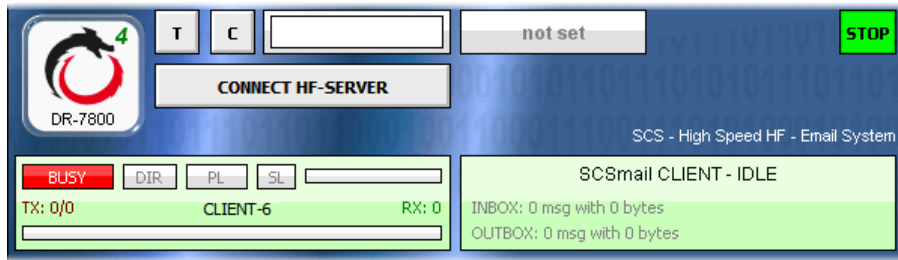 4
DR-7800
T
C
not set
STOP
CONNECT HF-SERVER
SCS - High Speed HF - Email System
BUSY
DIR
PL
SL
TX: 0/0
CLIENT-6
RX: 0
SCSmail CLIENT - IDLE
INBOX: 0 msg with 0 bytes
OUTBOX: 0 msg with 0 bytes